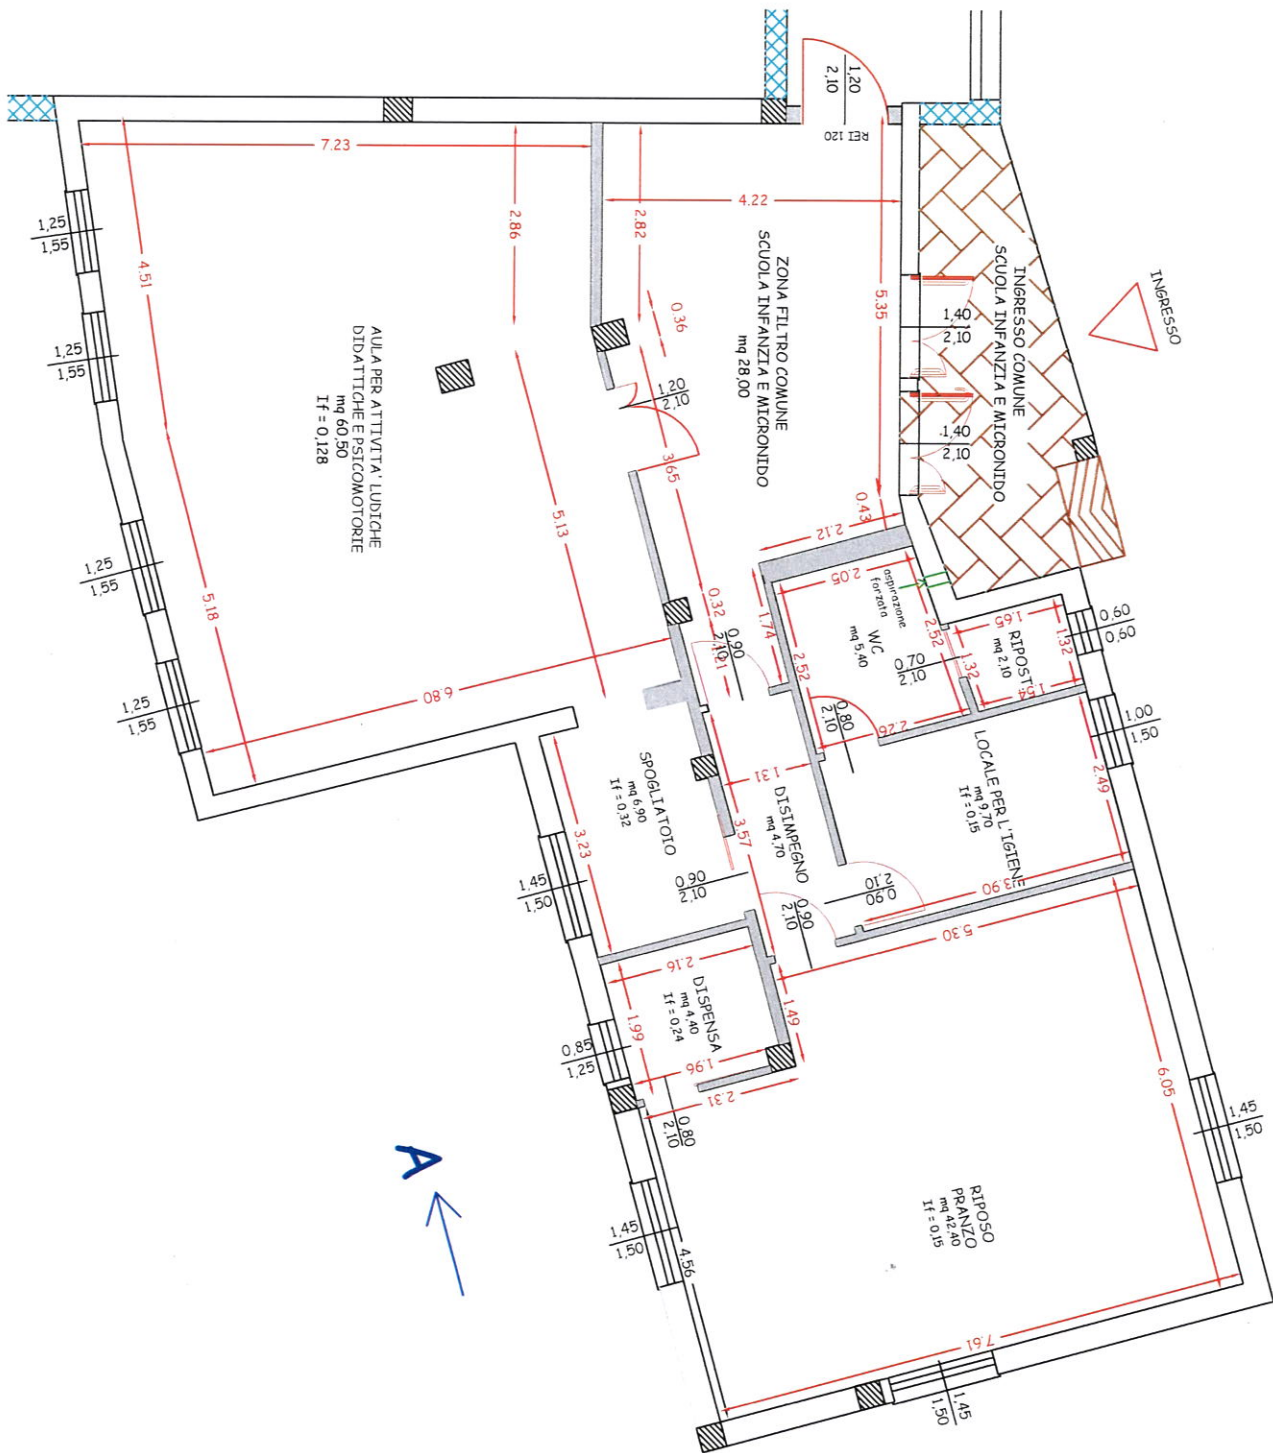 1,20
2,10
REI 120
7.23
2.86
2.82
4.22
5.35
4.51
0.36
INGRESSO
INGRESSO COMUNE
SCUOLA INFANZIA E MICRONIDO
1,40
2,10
1,40
2,10
ZONA FILTRO COMUNE
SCUOLA INFANZIA E MICRONIDO
mq 28,00
1,25
1,55
1,25
1,55
1,25
1,55
1,25
1,55
AULA PER ATTIVITA' LUDICHE
DIDATTICHE E PSICOMOTORIE
mq 60,50
If = 0,128
1,20
2,10
3.65
5.13
5.18
6.80
0.43
2.12
2.05
aspirazione
forzata
WC
mq 5,40
2.52
2.52
1.74
0.32
1.21
0,90
2,10
0,70
2,10
0,80
2,10
2.26
1.65
RIPOST.
mq 2,10
1.32
1.32
1.54
0,60
0,60
1,00
1,50
LOCALE PER L'IGIENE
mq 9,70
If = 0,15
2.49
3.90
0,90
2,10
1.31
DISIMPEGNO
mq 4,70
3.57
SPOGLIATOIO
mq 6,90
If = 0,32
3.23
0,90
2,10
0,90
2,10
1,45
1,50
5.30
2.16
DISPENSA
mq 4,40
If = 0,24
1.99
1.49
1.96
2.31
0,85
1,25
0,80
2,10
6.05
1,45
1,50
RIPOSO
PRANZO
mq 42,40
If = 0,15
1,45
1,50
4.56
7.61
1,45
1,50
A